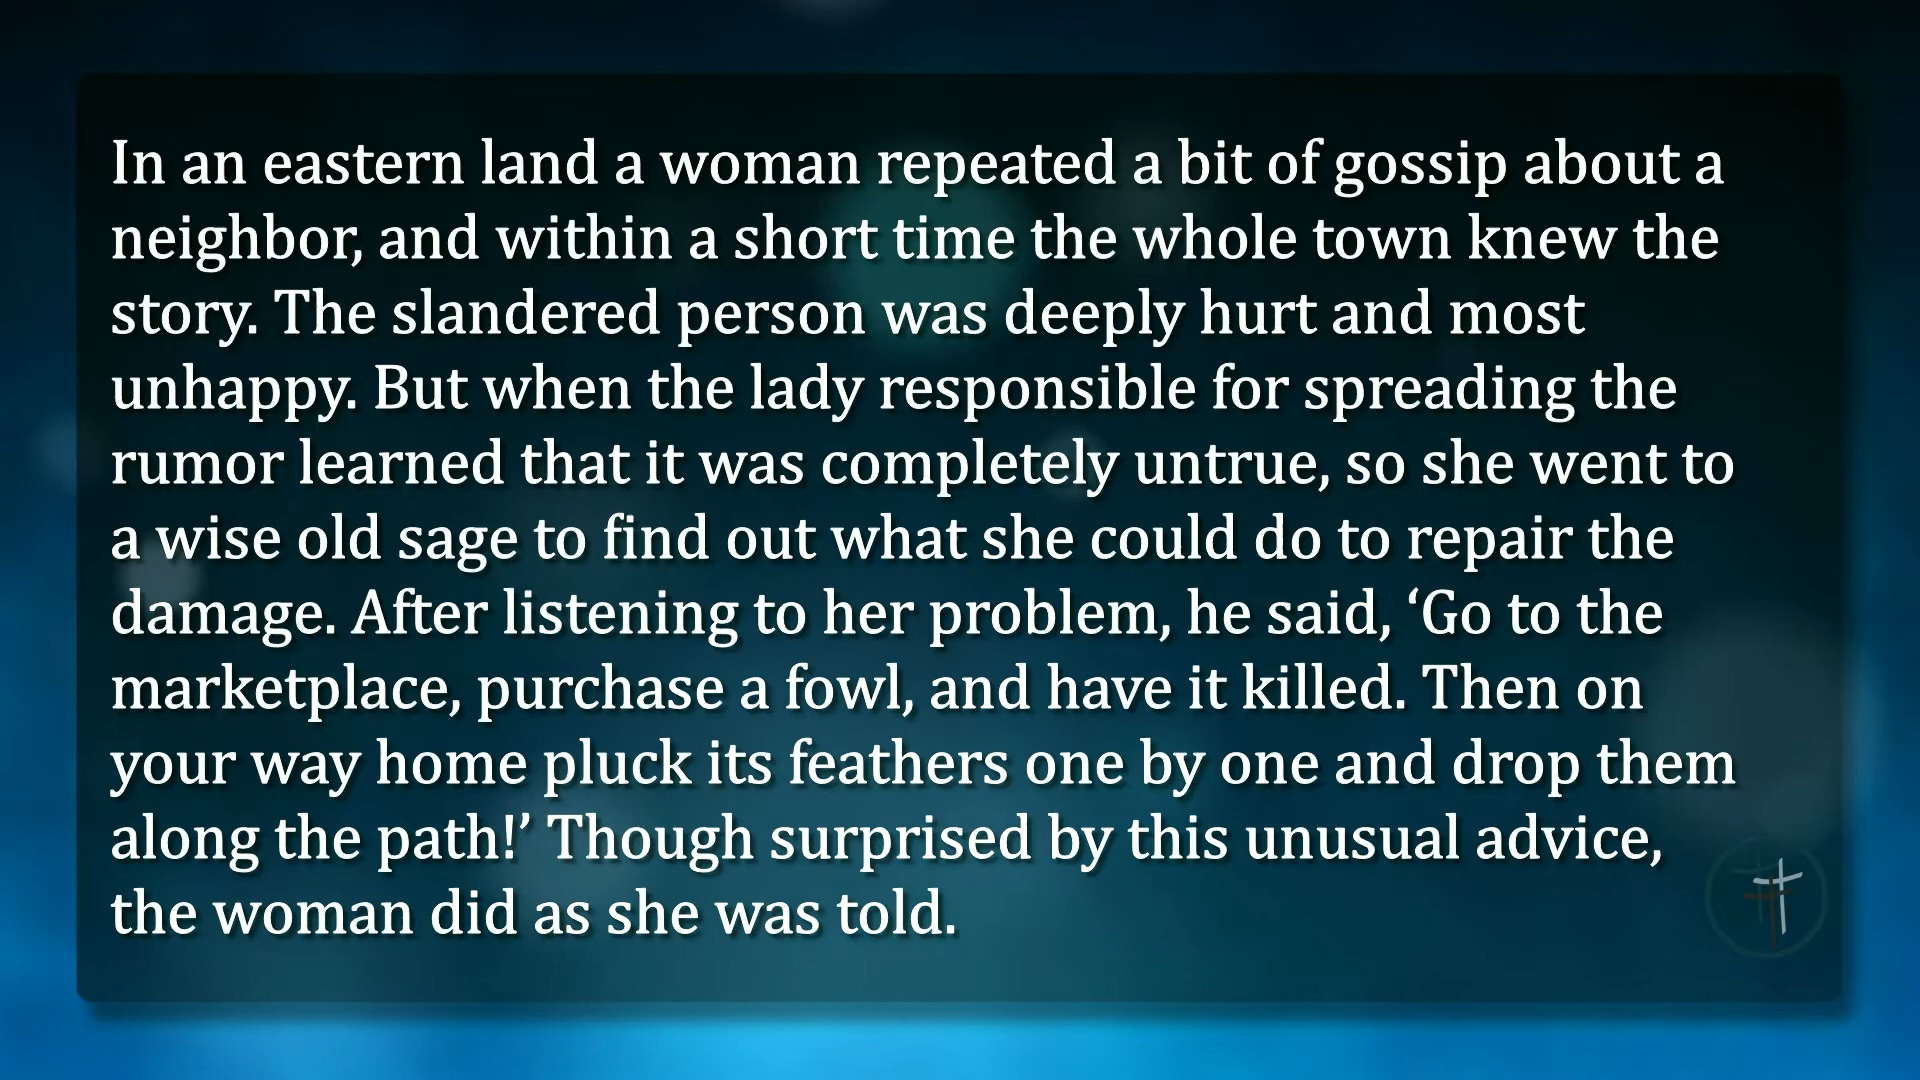 In an eastern land a woman repeated a bit of gossip about a
neighbor, and within a short time the whole town knew the
story. The slandered person was deeply hurt and most
unhappy. But when the lady responsible for spreading the
rumor learned that it was completely untrue, so she went to
a wise old sage to find out what she could do to repair the
damage. After listening to her problem, he said, ‘Go to the
marketplace, purchase a fowl, and have it killed. Then on
your way home pluck its feathers one by one and drop them
along the path!’ Though surprised by this unusual advice,
the woman did as she was told.